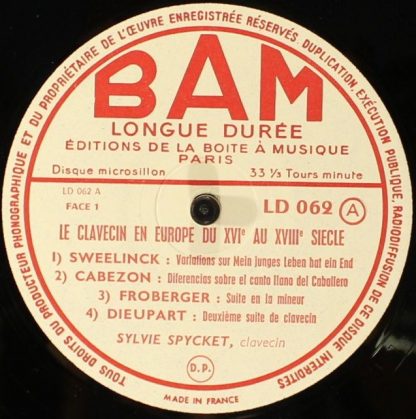 TOUS DROITS DU PRODUCTEUR PHONOGRAPHIQUE ET DU PROPRIÉTAIRE DE L'ŒUVRE ENREGISTRÉE RÉSERVÉS. DUPLICATION, EXÉCUTION PUBLIQUE, RADIODIFFUSION DE CE DISQUE INTERDITES
BAM
LONGUE DURÉE
ÉDITIONS DE LA BOITE À MUSIQUE
PARIS
Disque microsillon 33 ⅓ Tours minute
LD 062 A
FACE 1
LD 062 A
LE CLAVECIN EN EUROPE DU XVIe AU XVIIIe SIECLE
1) SWEELINCK : Variations sur Mein junges Leben hat ein End
2) CABEZON : Diferencias sobre el canto llano del Caballero
3) FROBERGER : Suite en la mineur
4) DIEUPART : Deuxième suite de clavecin
SYLVIE SPYCKET, clavecin
D.P.
MADE IN FRANCE